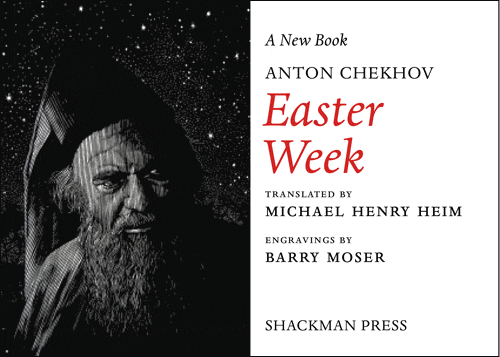 A New Book
ANTON CHEKHOV
Easter
Week
TRANSLATED BY
MICHAEL HENRY HEIM
ENGRAVINGS BY
BARRY MOSER
SHACKMAN PRESS